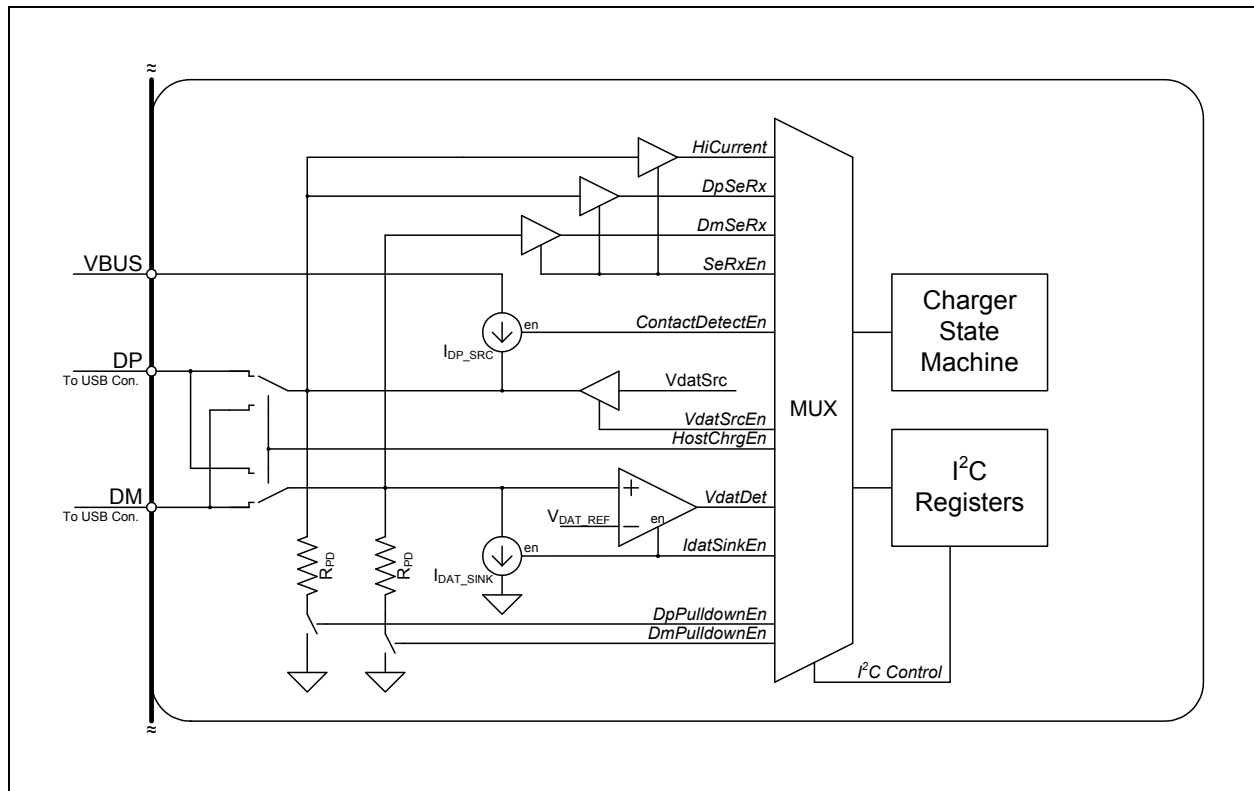 ≈
HiCurrent
DpSeRx
DmSeRx
VBUS
SeRxEn
Charger
State
Machine
en
ContactDetectEn
I_DP_SRC
DP
To USB Con.
VdatSrc
MUX
VdatSrcEn
HostChrgEn
I²C
Registers
DM
To USB Con.
+
VdatDet
V_DAT_REF
−
en
en
IdatSinkEn
R_PD
R_PD
I_DAT_SINK
DpPulldownEn
DmPulldownEn
I²C Control
≈